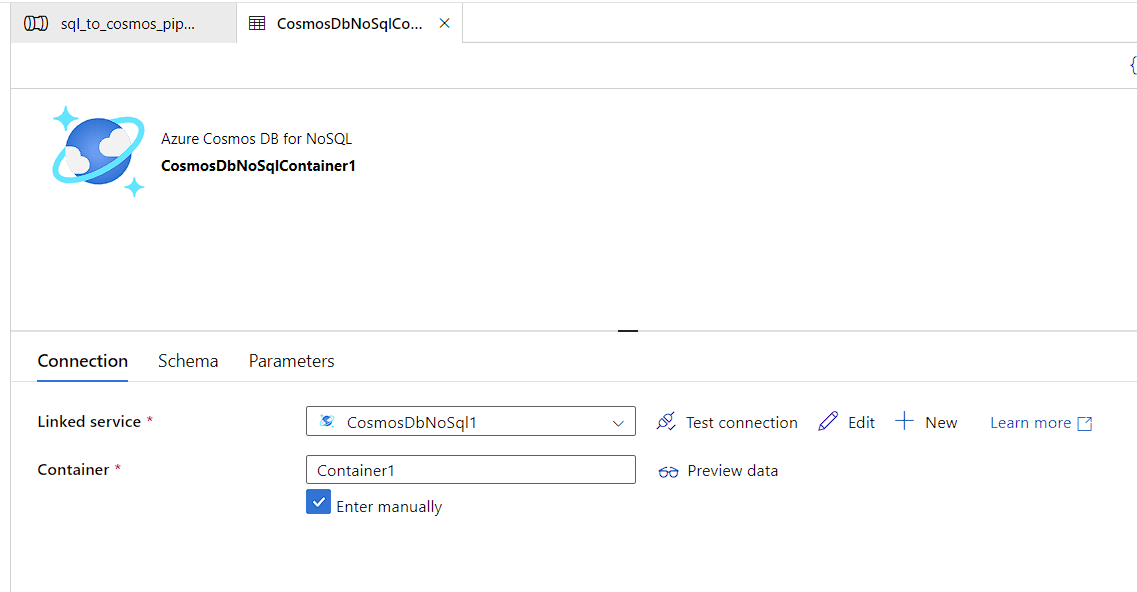 sql_to_cosmos_pip...
CosmosDbNoSqlCo...
{
Azure Cosmos DB for NoSQL
CosmosDbNoSqlContainer1
Connection Schema Parameters
Linked service * CosmosDbNoSql1 Test connection Edit New Learn more
Container * Container1 Preview data
Enter manually